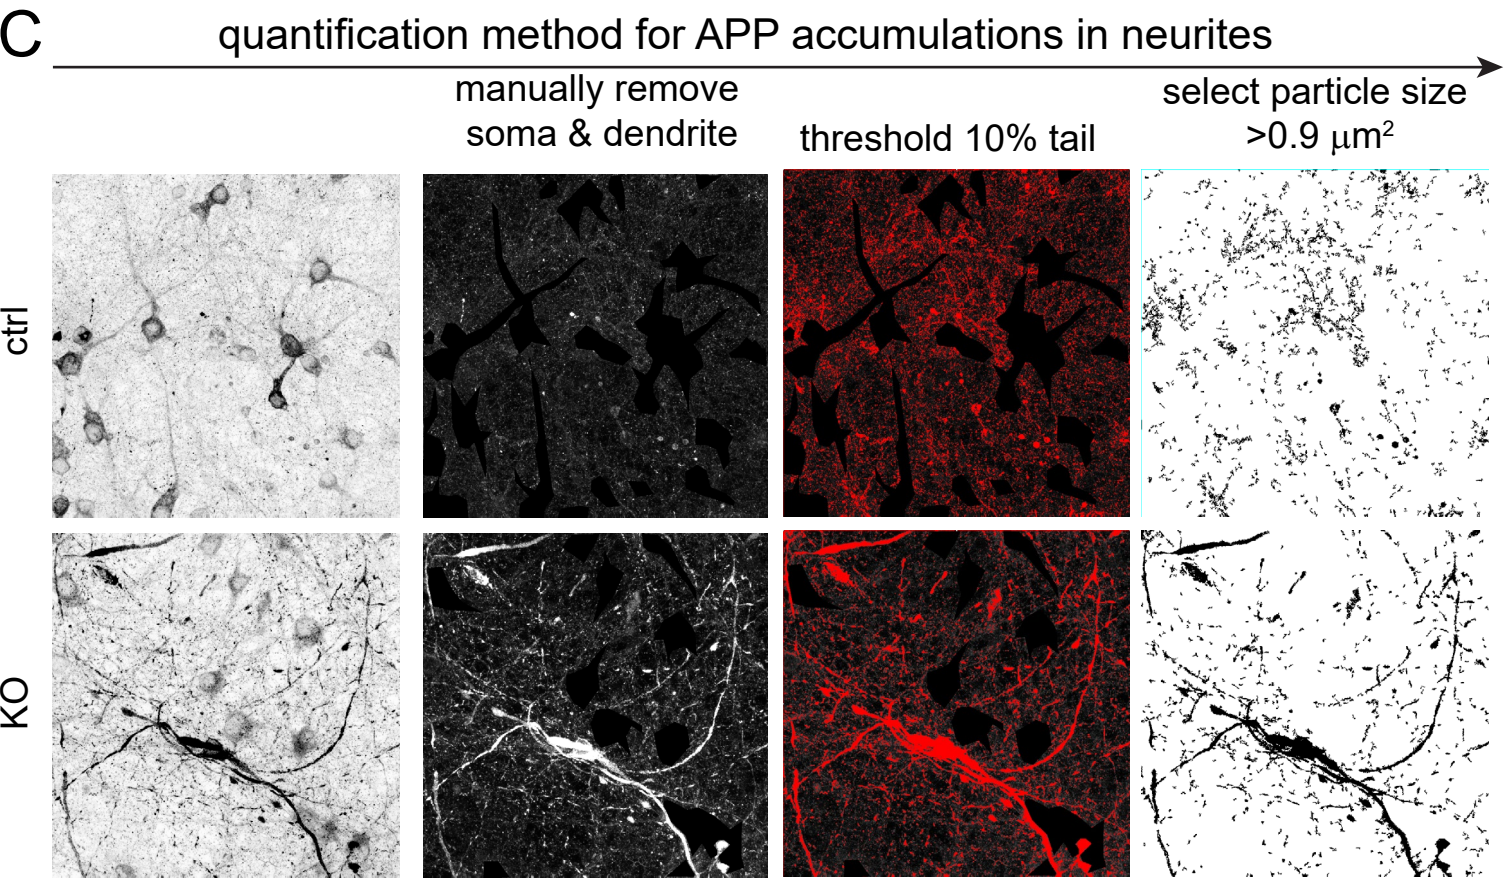 C
quantification method for APP accumulations in neurites
manually remove
soma & dendrite
threshold 10% tail
select particle size
>0.9 μm²
ctrl
KO